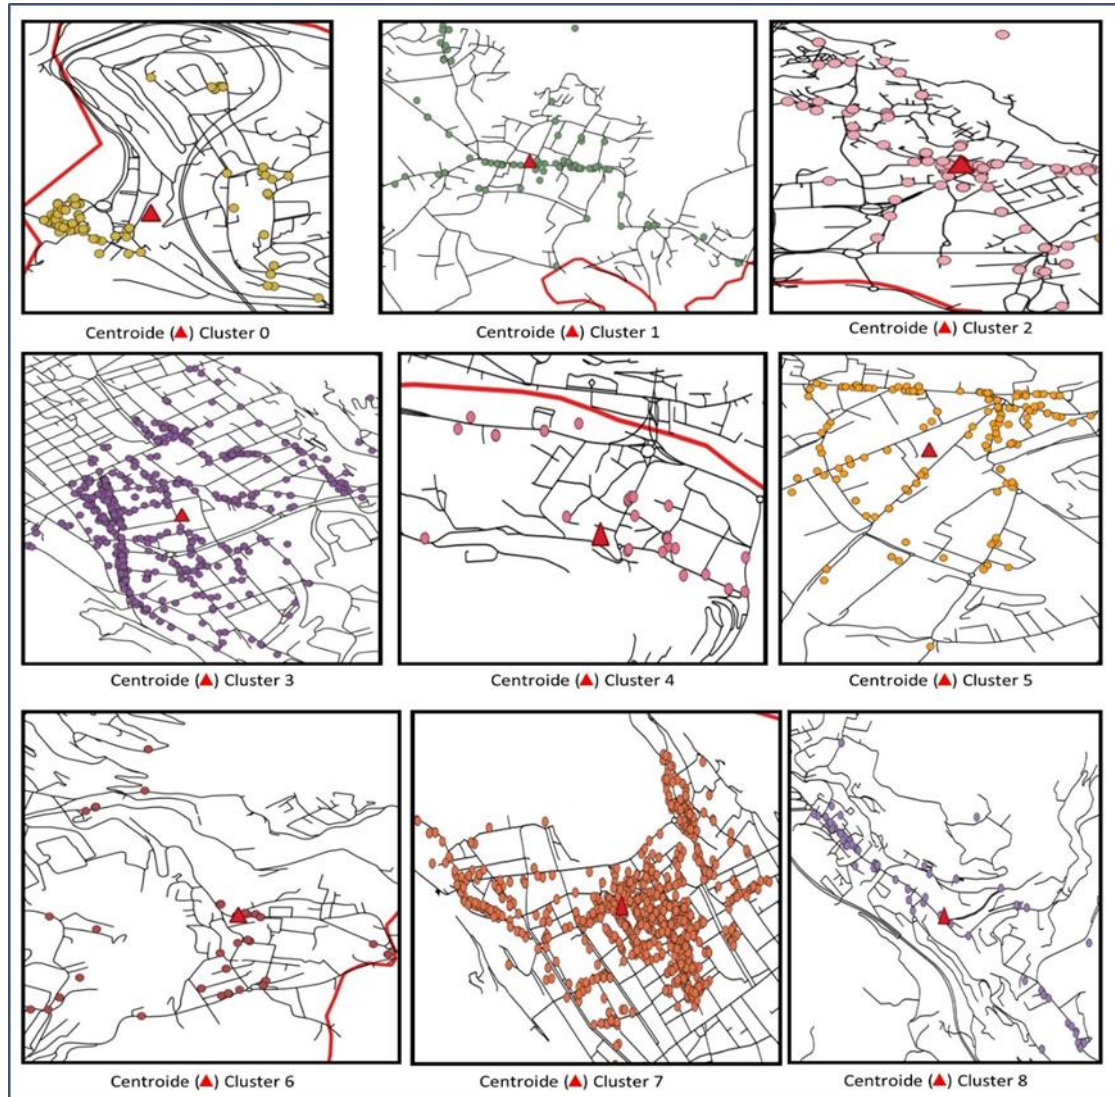 Centroide (▲) Cluster 0
Centroide (▲) Cluster 1
Centroide (▲) Cluster 2
Centroide (▲) Cluster 3
Centroide (▲) Cluster 4
Centroide (▲) Cluster 5
Centroide (▲) Cluster 6
Centroide (▲) Cluster 7
Centroide (▲) Cluster 8